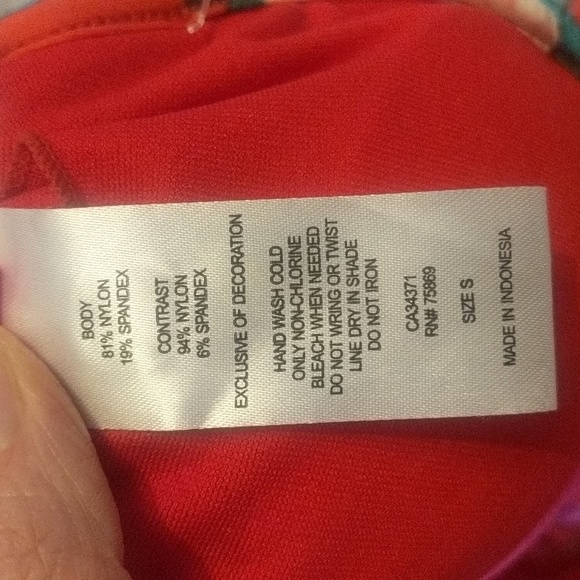 BODY
81% NYLON
19% SPANDEX
CONTRAST
94% NYLON
6% SPANDEX
EXCLUSIVE OF DECORATION
HAND WASH COLD
ONLY NON-CHLORINE
BLEACH WHEN NEEDED
DO NOT WRING OR TWIST
LINE DRY IN SHADE
DO NOT IRON
CA34371
RN# 75869
SIZE S
MADE IN INDONESIA